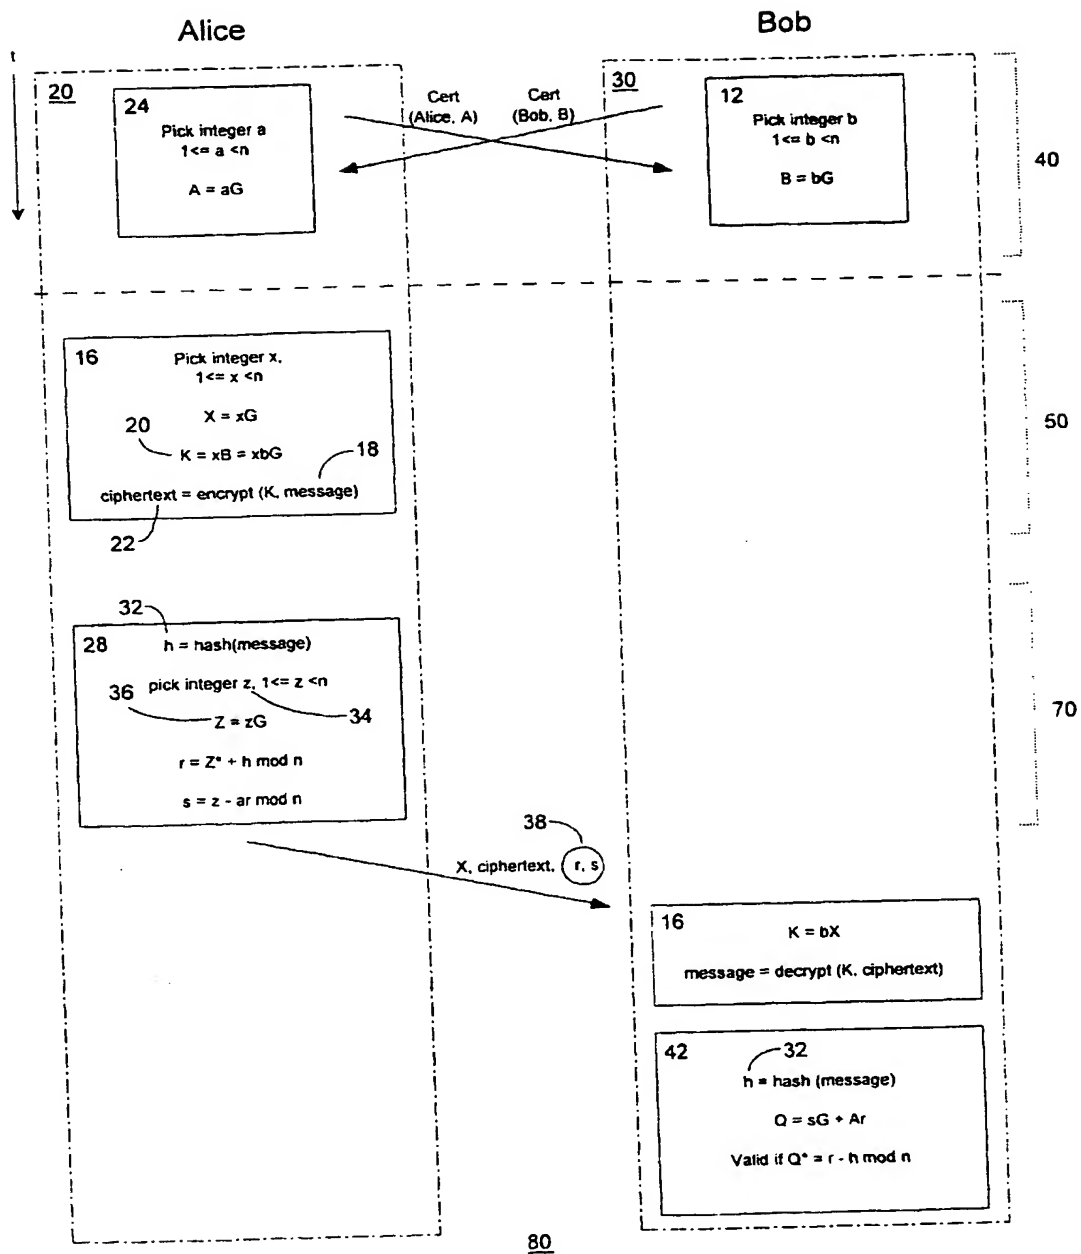 Alice
Bob
t
20
24
Pick integer a
1<= a <n
A = aG
Cert
(Alice, A)
Cert
(Bob, B)
30
12
Pick integer b
1<= b <n
B = bG
40
16
Pick integer x,
1<= x <n
X = xG
20
K = xB = xbG
18
ciphertext = encrypt (K, message)
22
50
32
28
h = hash(message)
pick integer z, 1<= z <n
36
34
Z = zG
r = Z* + h mod n
s = z - ar mod n
70
38
X, ciphertext, r, s
16
K = bX
message = decrypt (K, ciphertext)
42
32
h = hash (message)
Q = sG + Ar
Valid if Q* = r - h mod n
80